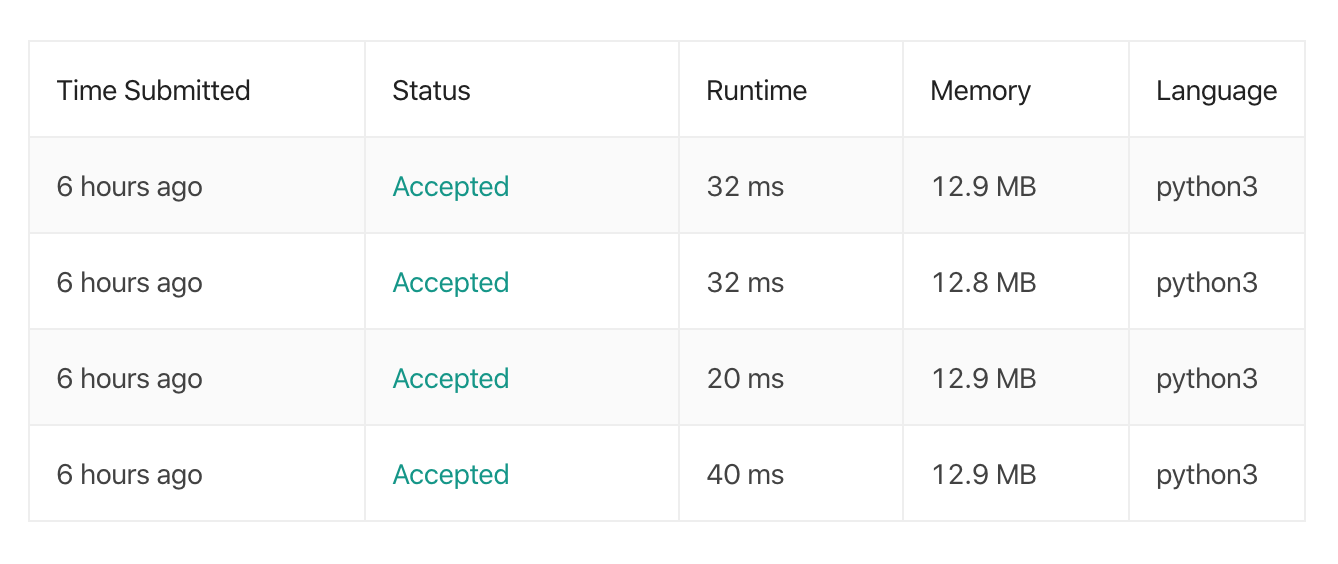 Time Submitted Status Runtime Memory Language
6 hours ago Accepted 32 ms 12.9 MB python3
6 hours ago Accepted 32 ms 12.8 MB python3
6 hours ago Accepted 20 ms 12.9 MB python3
6 hours ago Accepted 40 ms 12.9 MB python3